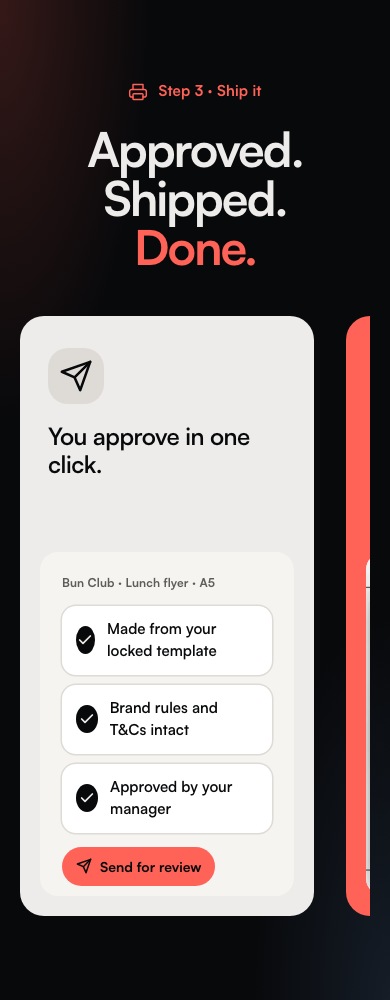 Step 3 · Ship it
Approved.
Shipped.
Done.
You approve in one
click.
Bun Club · Lunch flyer · A5
Made from your
locked template
Brand rules and
T&Cs intact
Approved by your
manager
Send for review